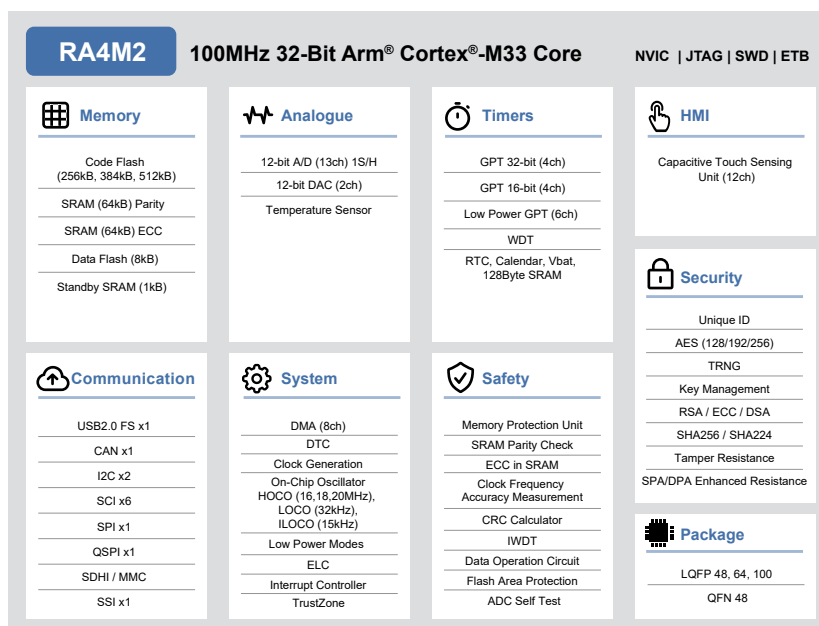 RA4M2
100MHz 32-Bit Arm® Cortex®-M33 Core
NVIC | JTAG | SWD | ETB
Memory
Code Flash
(256kB, 384kB, 512kB)
SRAM (64kB) Parity
SRAM (64kB) ECC
Data Flash (8kB)
Standby SRAM (1kB)
Analogue
12-bit A/D (13ch) 1S/H
12-bit DAC (2ch)
Temperature Sensor
Timers
GPT 32-bit (4ch)
GPT 16-bit (4ch)
Low Power GPT (6ch)
WDT
RTC, Calendar, Vbat,
128Byte SRAM
HMI
Capacitive Touch Sensing
Unit (12ch)
Security
Unique ID
AES (128/192/256)
TRNG
Key Management
RSA / ECC / DSA
SHA256 / SHA224
Tamper Resistance
SPA/DPA Enhanced Resistance
Communication
USB2.0 FS x1
CAN x1
I2C x2
SCI x6
SPI x1
QSPI x1
SDHI / MMC
SSI x1
System
DMA (8ch)
DTC
Clock Generation
On-Chip Oscillator
HOCO (16,18,20MHz),
LOCO (32kHz),
ILOCO (15kHz)
Low Power Modes
ELC
Interrupt Controller
TrustZone
Safety
Memory Protection Unit
SRAM Parity Check
ECC in SRAM
Clock Frequency
Accuracy Measurement
CRC Calculator
IWDT
Data Operation Circuit
Flash Area Protection
ADC Self Test
Package
LQFP 48, 64, 100
QFN 48